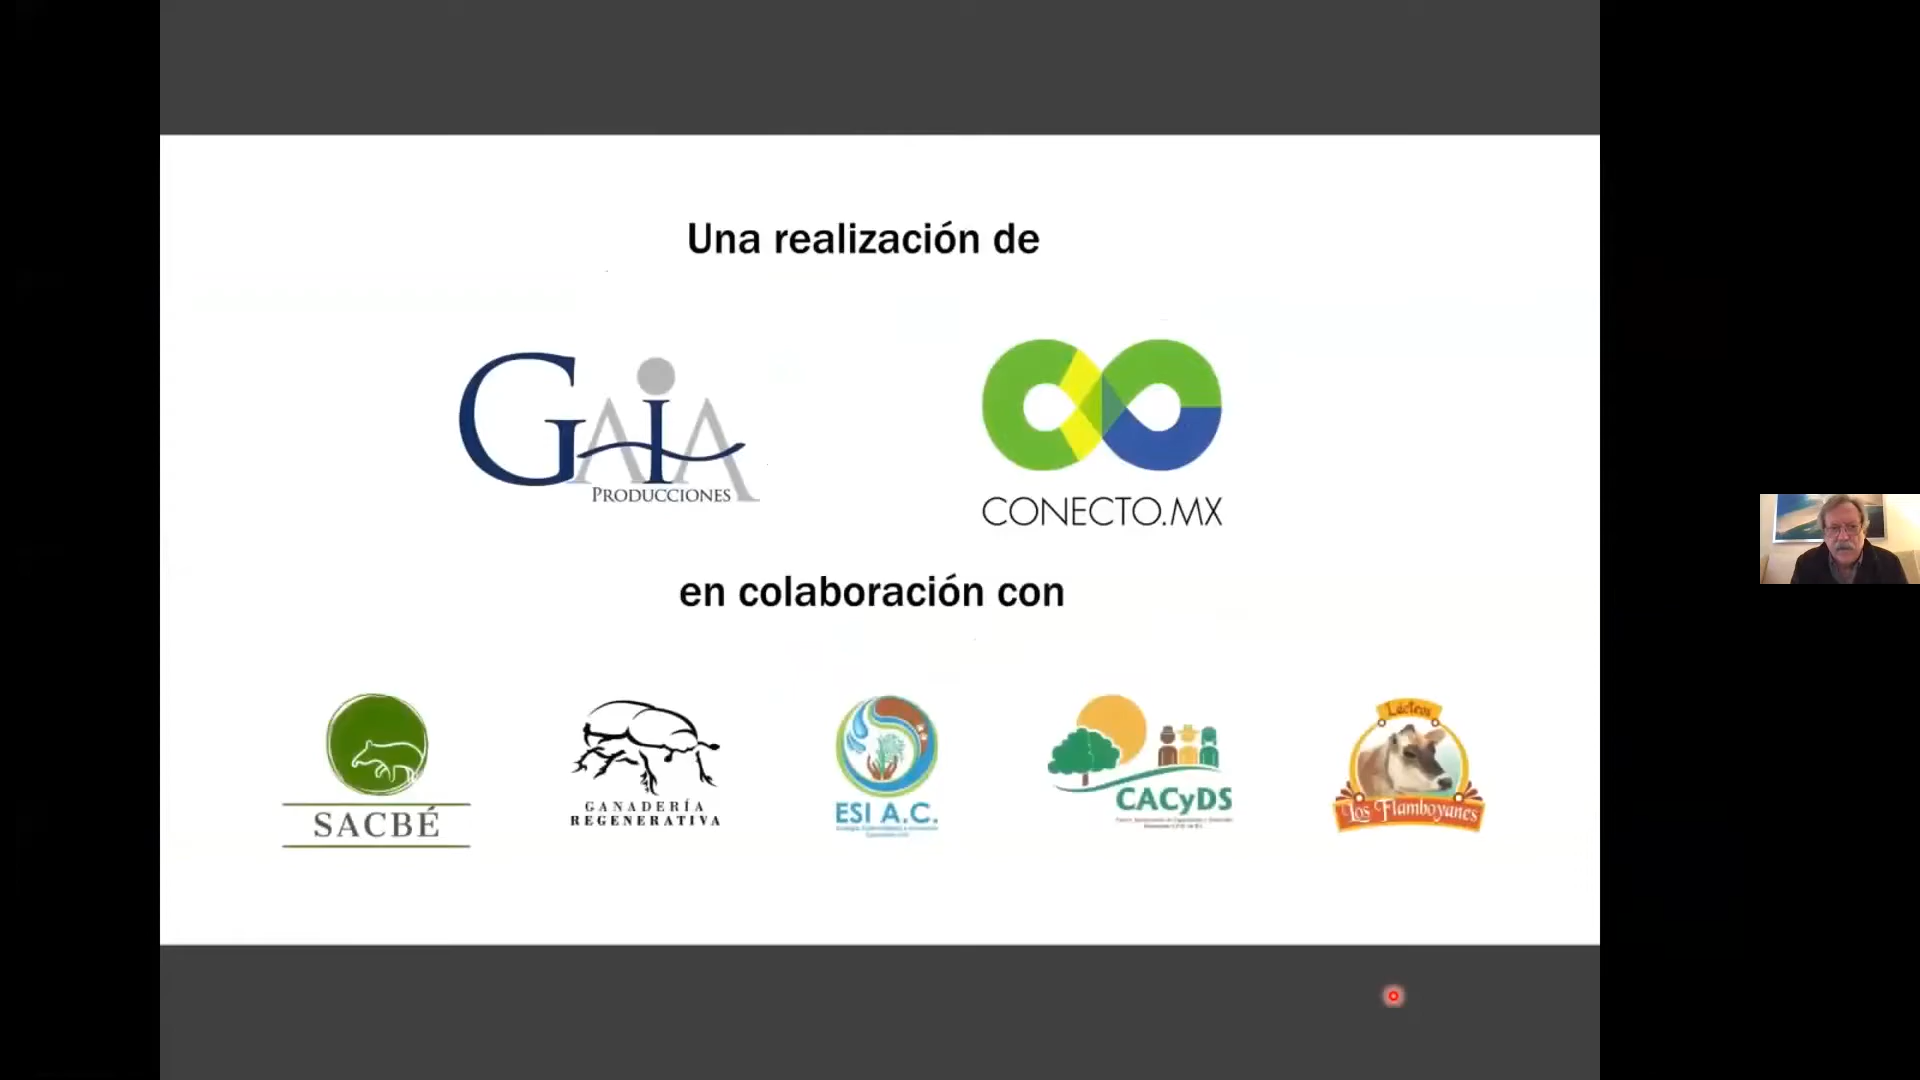 Una realización de
GAIA
PRODUCCIONES
CONECTO.MX
en colaboración con
SACBÉ
GANADERÍA
REGENERATIVA
ESI A.C.
CACyDS
Lácteos
Los Flamboyanes